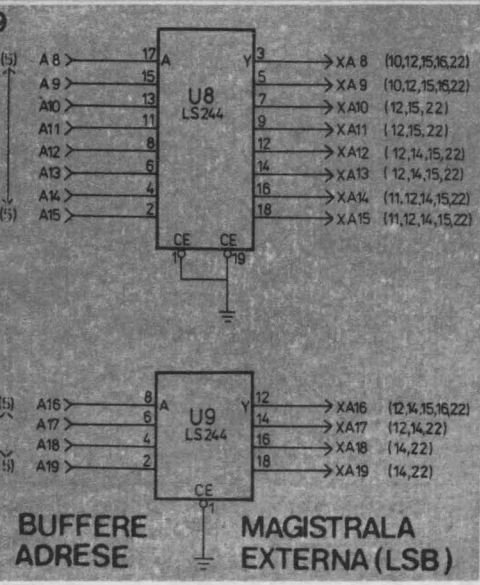 9
(5) A8 17 A Y 3 XA8 (10,12,15,16,22)
A9 15 5 XA9 (10,12,15,16,22)
A10 13 U8 7 XA10 (12,15,22)
A11 11 LS244 9 XA11 (12,15,22)
A12 8 12 XA12 (12,14,15,22)
A13 6 14 XA13 (12,14,15,22)
A14 4 16 XA14 (11,12,14,15,22)
(5) A15 2 18 XA15 (11,12,14,15,22)
CE CE
1 19
(5) A16 8 A Y 12 XA16 (12,14,15,16,22)
A17 6 U9 14 XA17 (12,14,22)
A18 4 LS244 16 XA18 (14,22)
(5) A19 2 18 XA19 (14,22)
CE
1
BUFFERE MAGISTRALA
ADRESE EXTERNA (LSB)